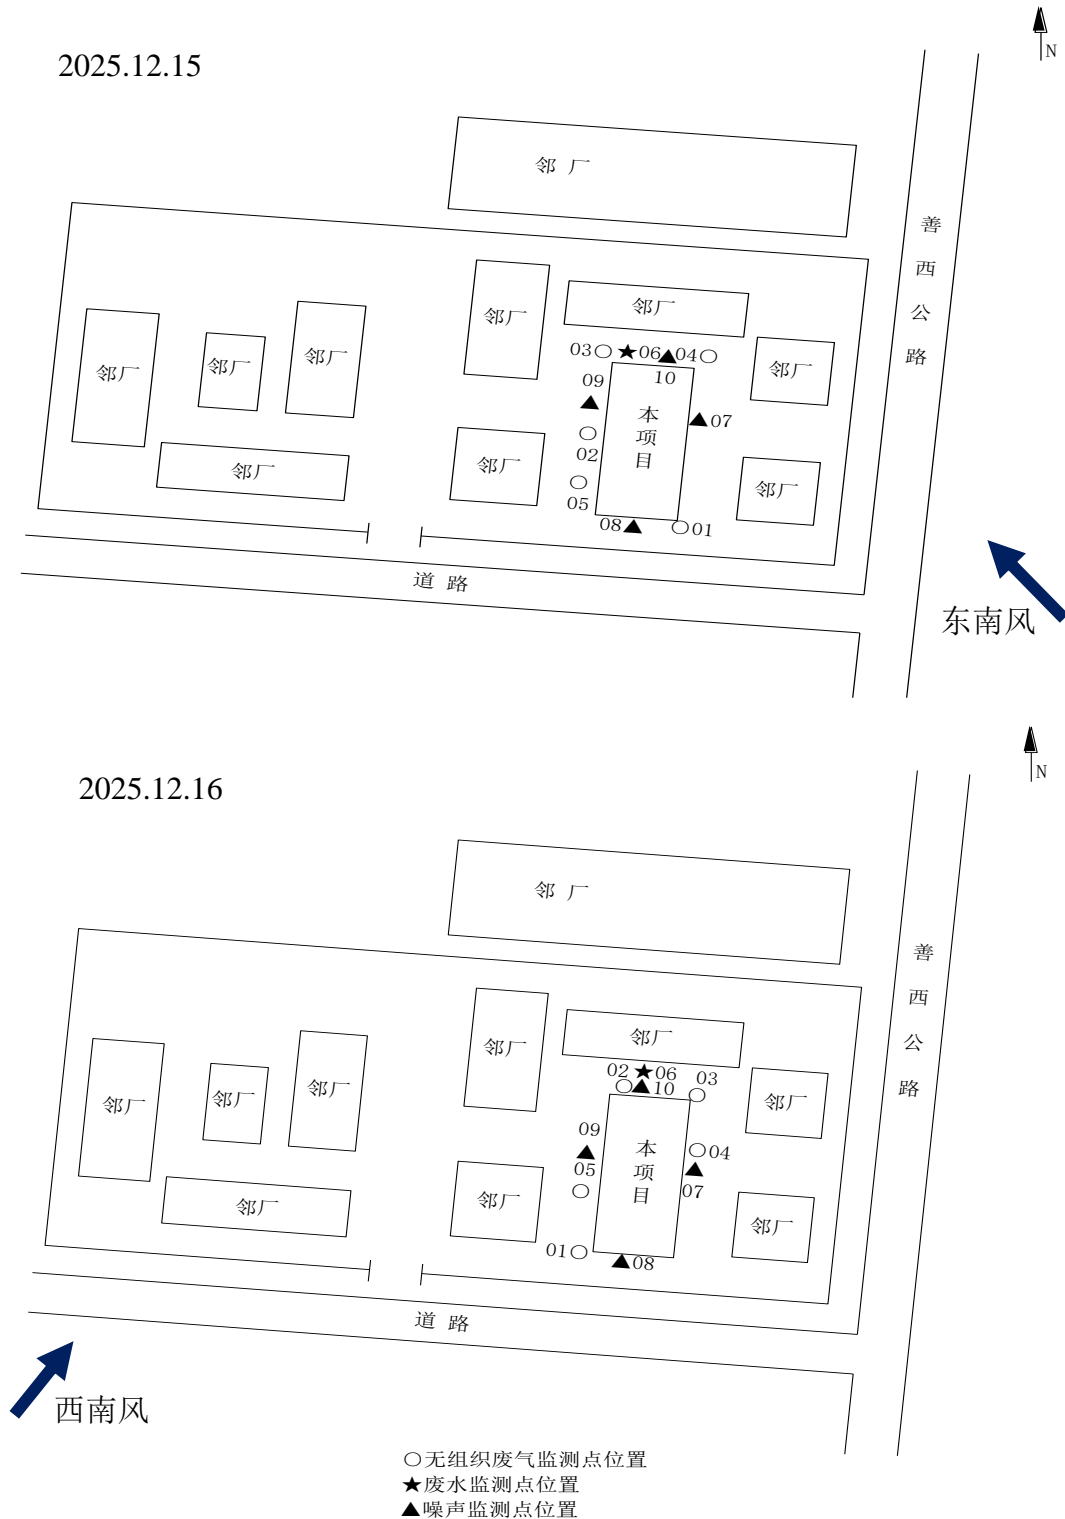 N
2025.12.15
邻 厂
善西公路
邻厂
邻厂
邻厂
邻厂
邻厂
03 06 04
邻厂
09
10
本项目
07
02
邻厂
邻厂
邻厂
05
08
01
道 路
东南风
N
2025.12.16
邻 厂
善西公路
邻厂
邻厂
02 06 03
10
邻厂
邻厂
邻厂
邻厂
09
本项目
04
05
07
邻厂
邻厂
邻厂
01
08
道 路
西南风
○无组织废气监测点位置
★废水监测点位置
▲噪声监测点位置